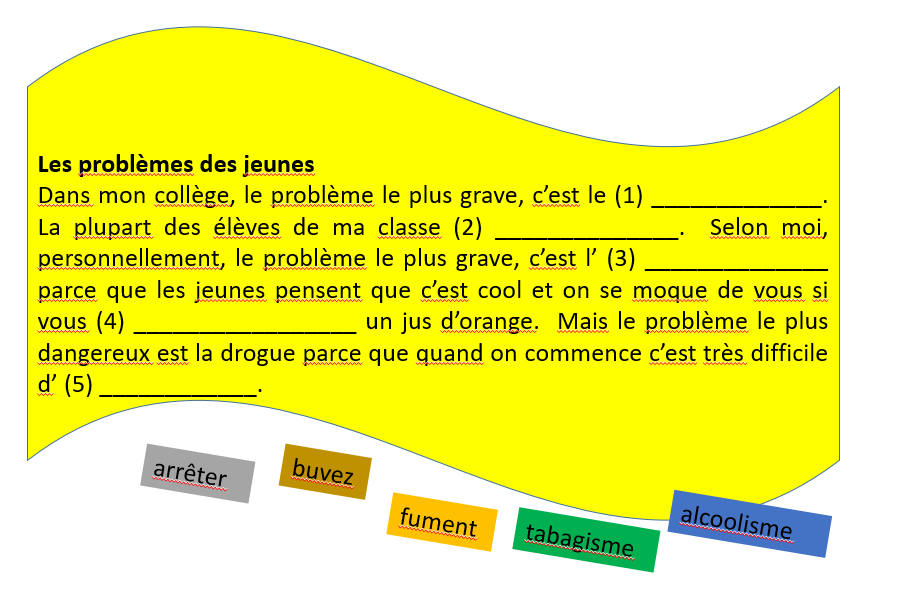 Les problèmes des jeunes
Dans mon collège, le problème le plus grave, c’est le (1) _____________.
La plupart des élèves de ma classe (2) ______________. Selon moi,
personnellement, le problème le plus grave, c’est l’ (3) ______________
parce que les jeunes pensent que c’est cool et on se moque de vous si
vous (4) _________________ un jus d’orange. Mais le problème le plus
dangereux est la drogue parce que quand on commence c’est très difficile
d’ (5) ____________.
arrêter
buvez
fument
tabagisme
alcoolisme